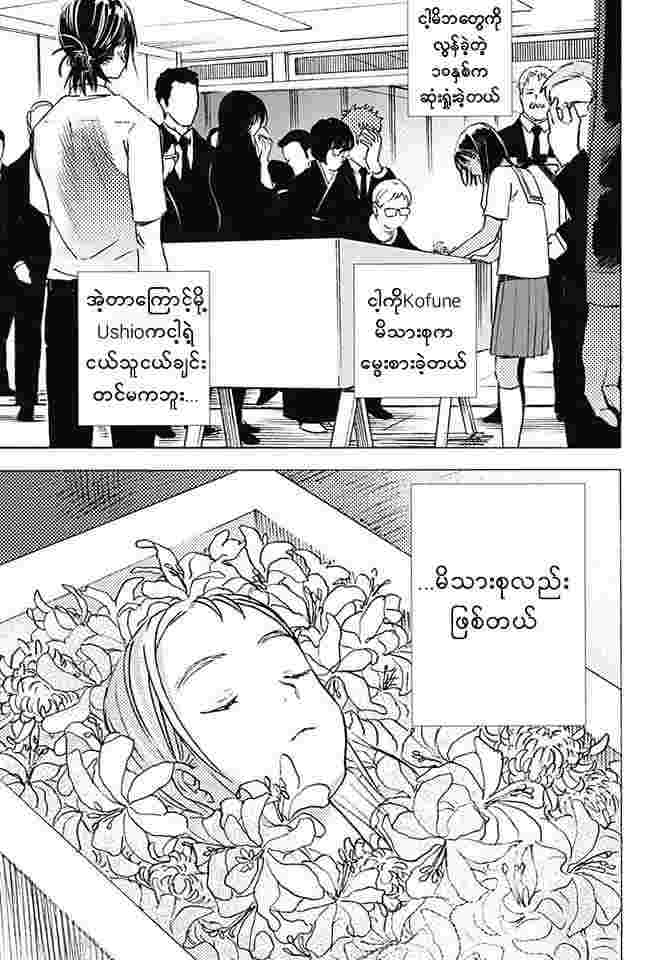 ငါ့မိဘတွေကို
လွန်ခဲ့တဲ့
၁၀နှစ်က
ဆုံးရှုံးခဲ့တယ်
ငါ့ကိုKofune
မိသားစုက
မွေးစားခဲ့တယ်
အဲ့တာကြောင့်မို့
Ushioကငါ့ရဲ့
ငယ်သူငယ်ချင်း
တင်မကဘူး...
...မိသားစုလည်း
ဖြစ်တယ်